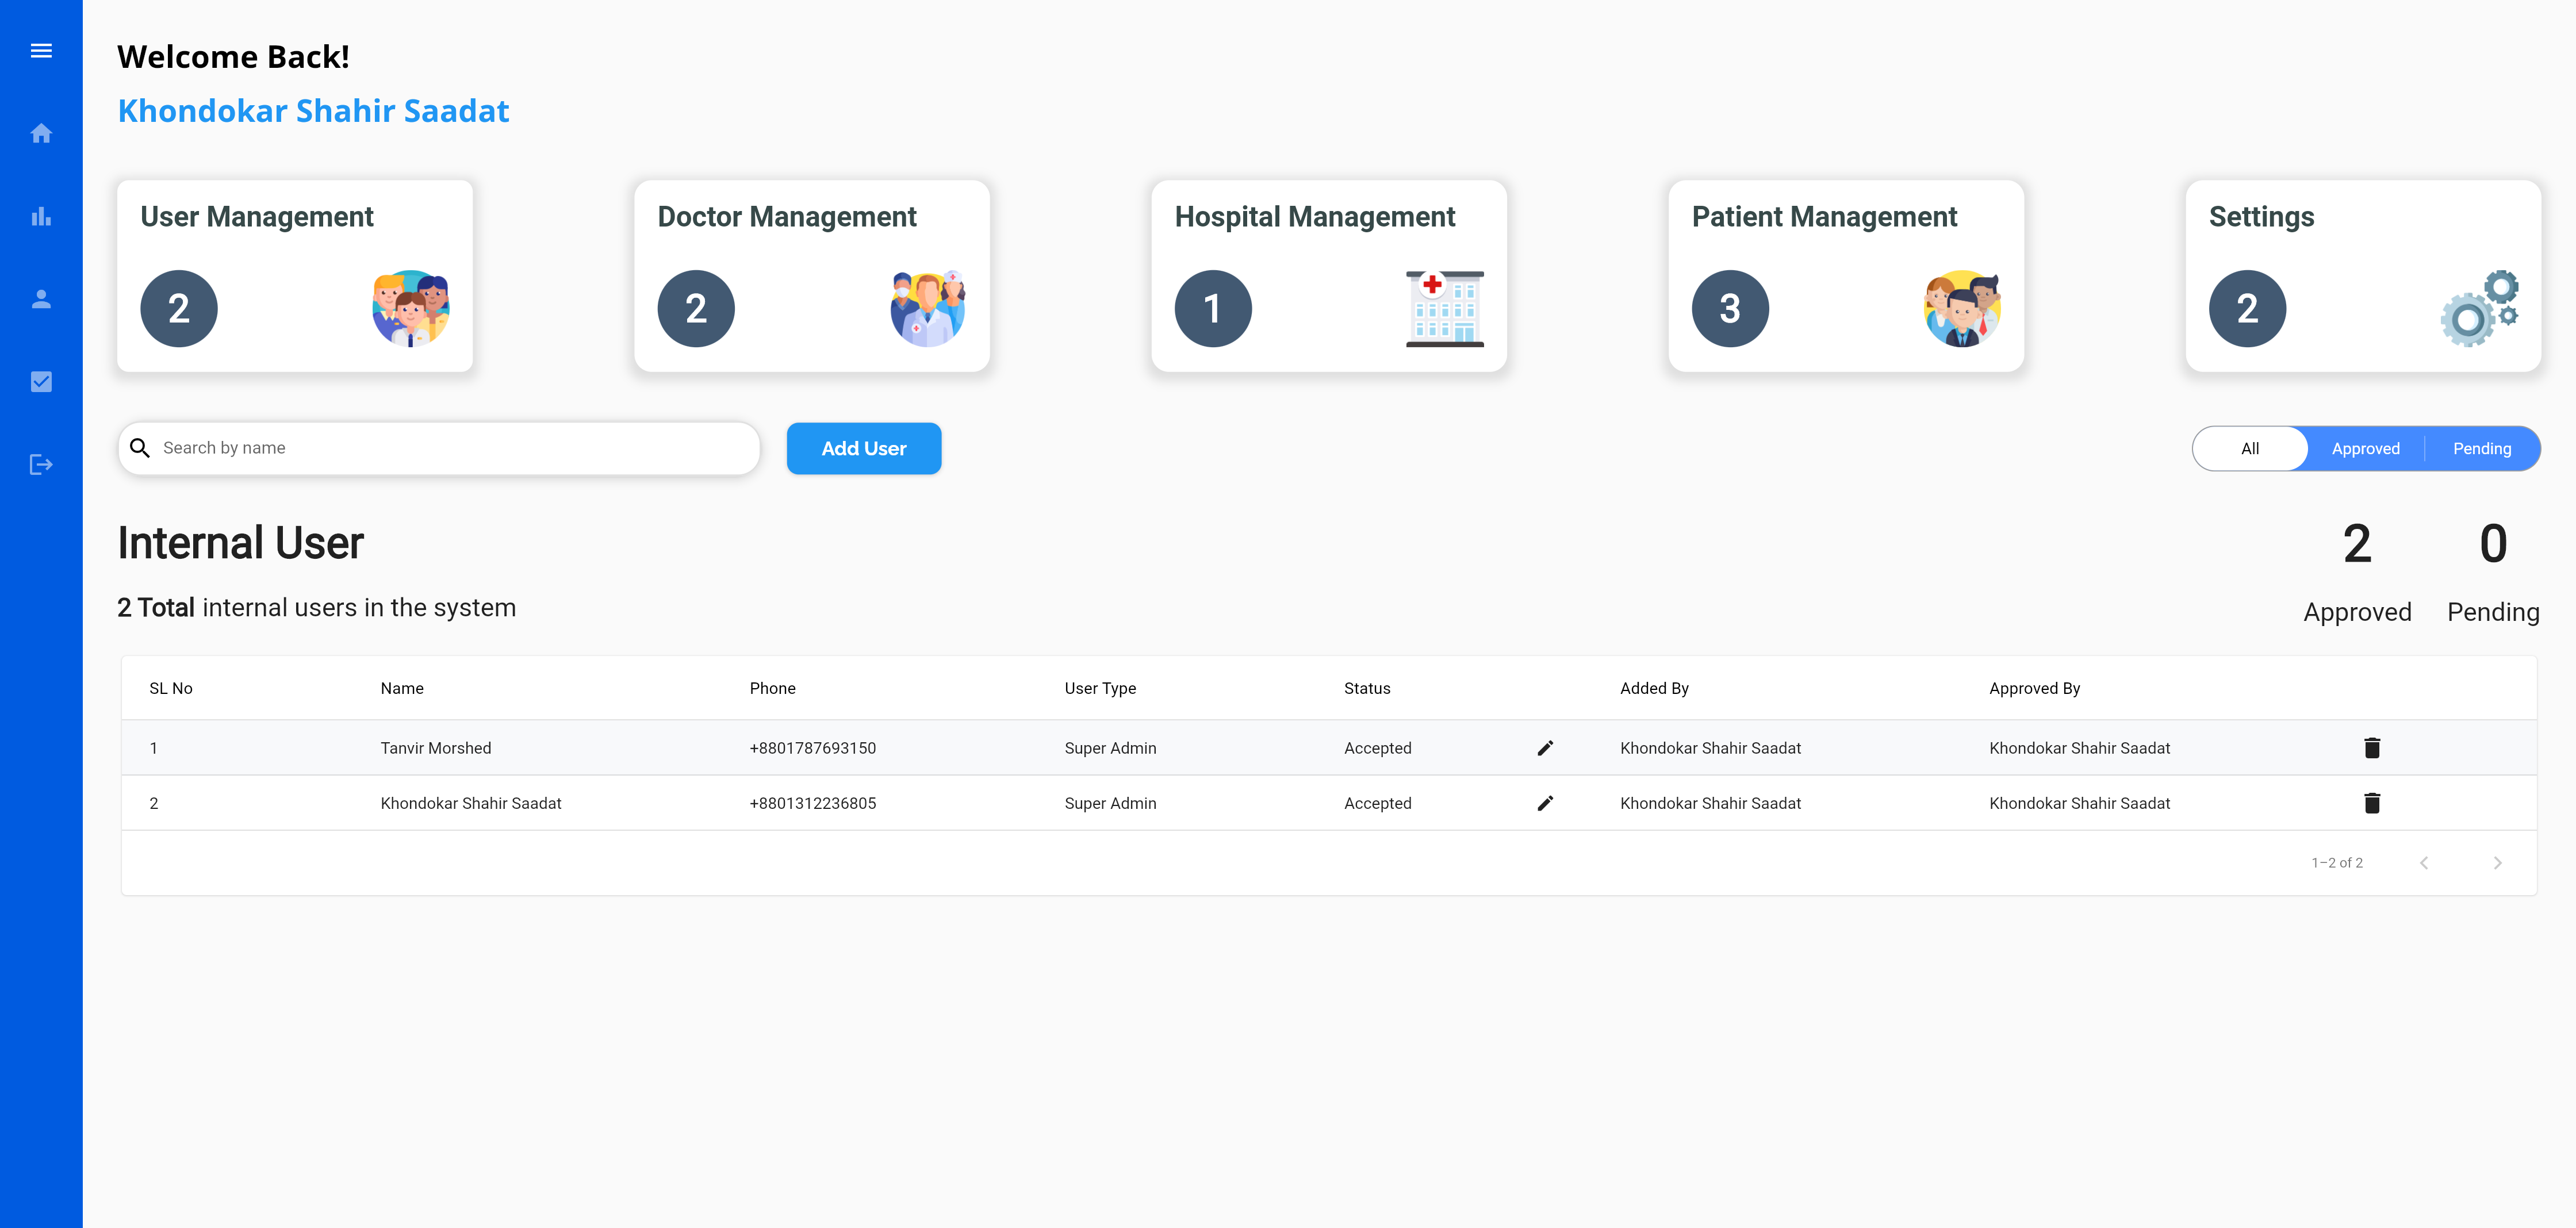 Welcome Back!
Khondokar Shahir Saadat
User Management
2
Doctor Management
2
Hospital Management
1
Patient Management
3
Settings
2
Search by name
Add User
All Approved Pending
Internal User
2 Total internal users in the system
2 0
Approved Pending
SL No Name Phone User Type Status Added By Approved By
1 Tanvir Morshed +8801787693150 Super Admin Accepted Khondokar Shahir Saadat Khondokar Shahir Saadat
2 Khondokar Shahir Saadat +8801312236805 Super Admin Accepted Khondokar Shahir Saadat Khondokar Shahir Saadat
1–2 of 2